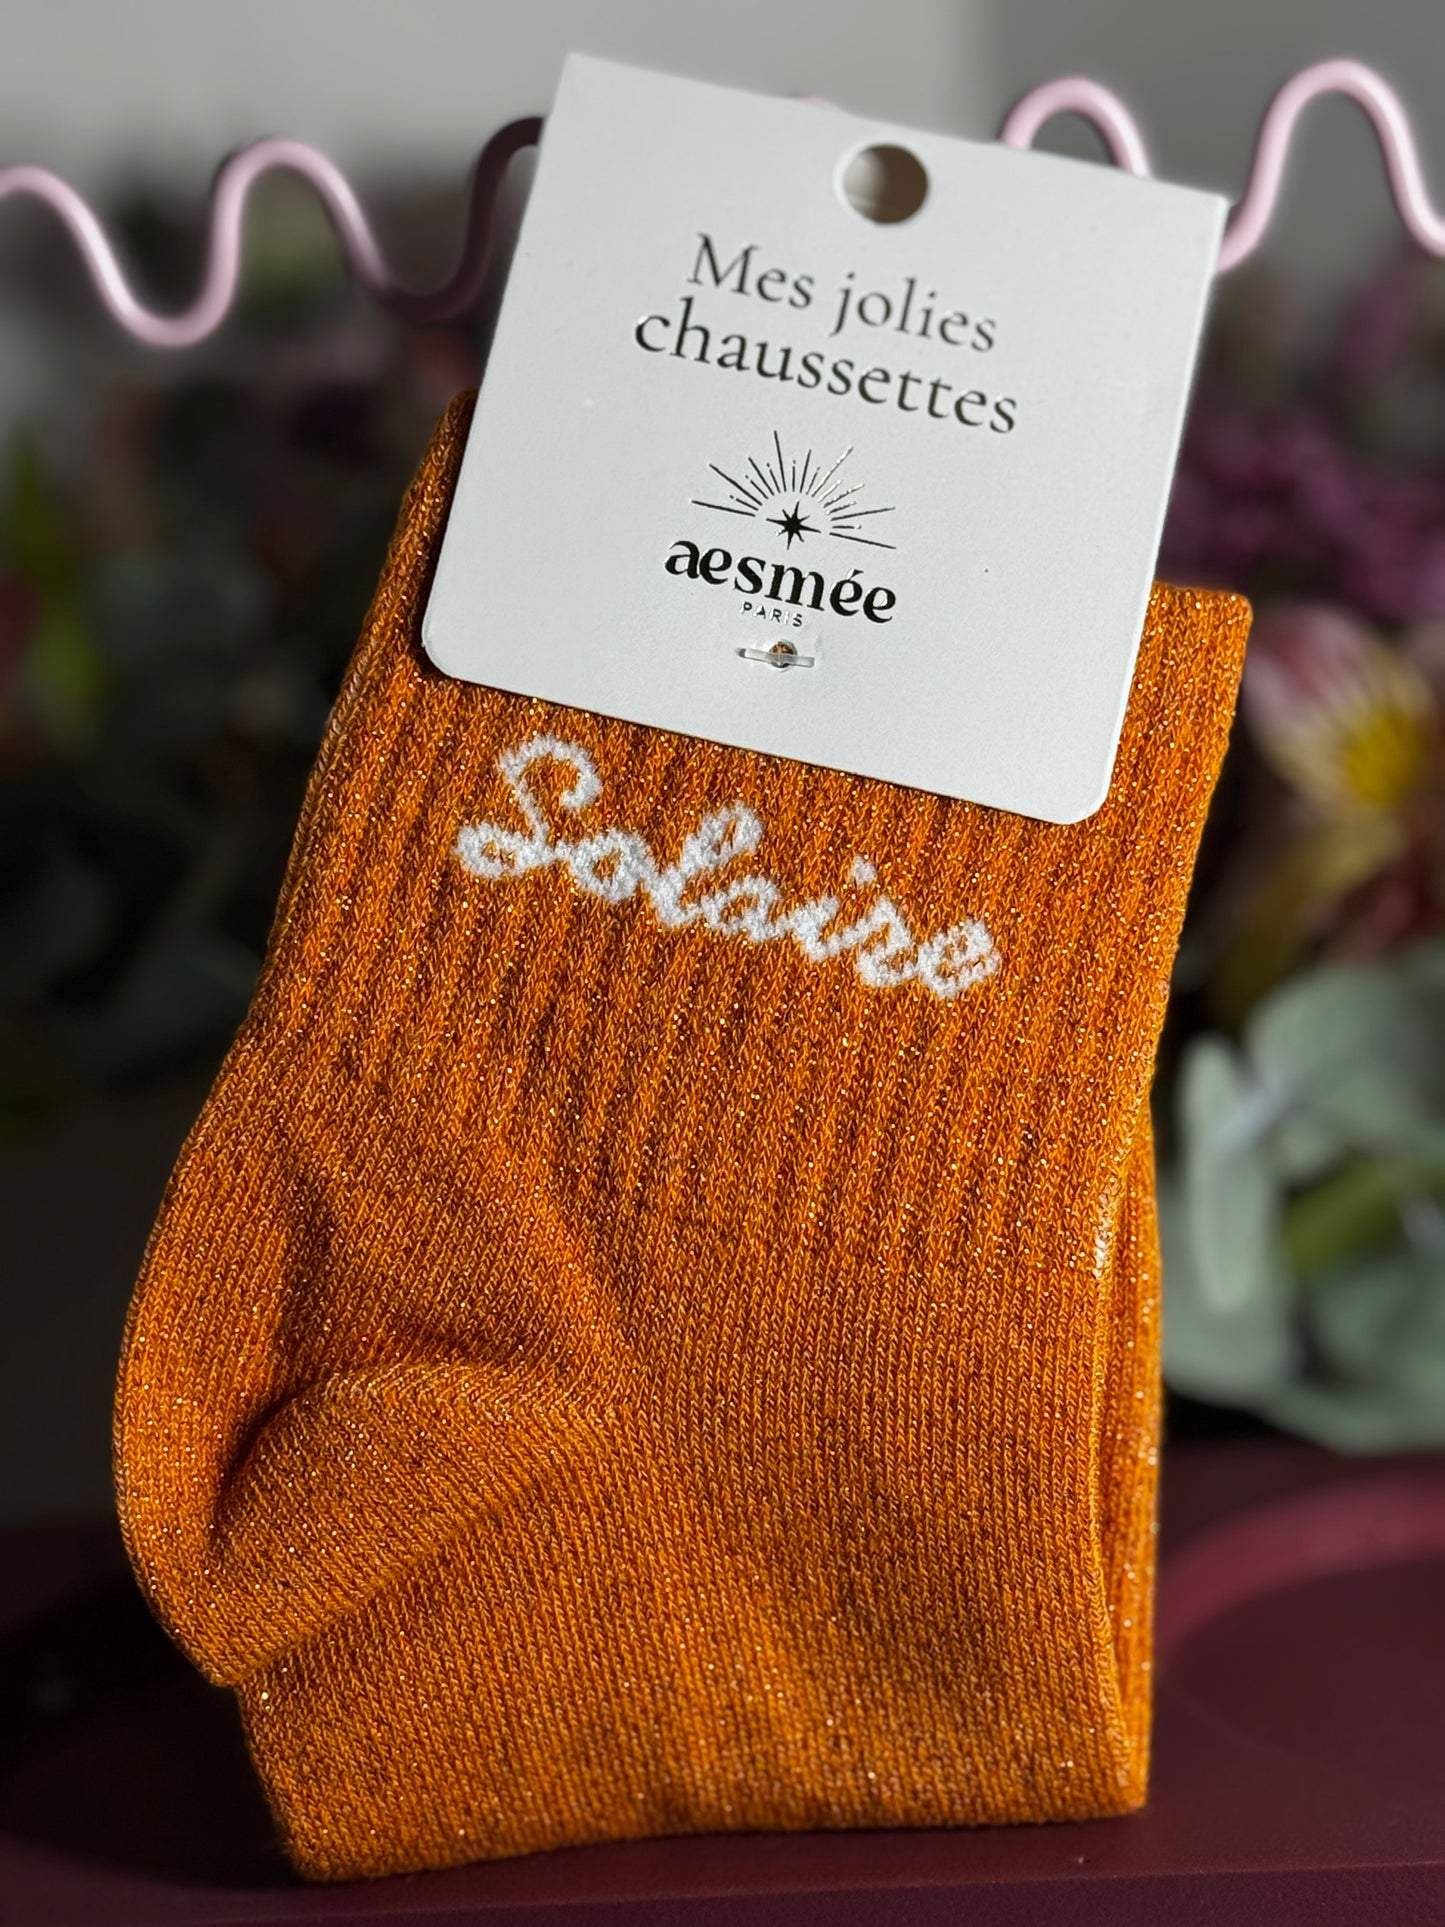 Mes jolies
chaussettes
aesmée
PARIS
Solaire